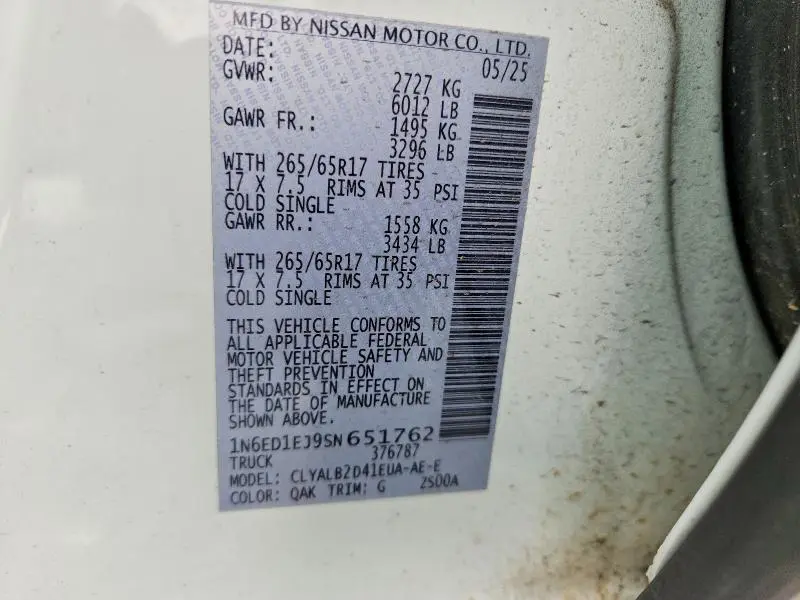 MFD BY NISSAN MOTOR CO., LTD.
DATE: 05/25
GVWR: 2727 KG
6012 LB
GAWR FR.: 1495 KG
3296 LB
WITH 265/65R17 TIRES
17 X 7.5 RIMS AT 35 PSI
COLD SINGLE
GAWR RR.: 1558 KG
3434 LB
WITH 265/65R17 TIRES
17 X 7.5 RIMS AT 35 PSI
COLD SINGLE
THIS VEHICLE CONFORMS TO
ALL APPLICABLE FEDERAL
MOTOR VEHICLE SAFETY AND
THEFT PREVENTION
STANDARDS IN EFFECT ON
THE DATE OF MANUFACTURE
SHOWN ABOVE.
1N6ED1EJ9SN651762
TRUCK 376787
MODEL: CLYALB2D41EUA-AE-E
COLOR: QAK TRIM: G ZS00A